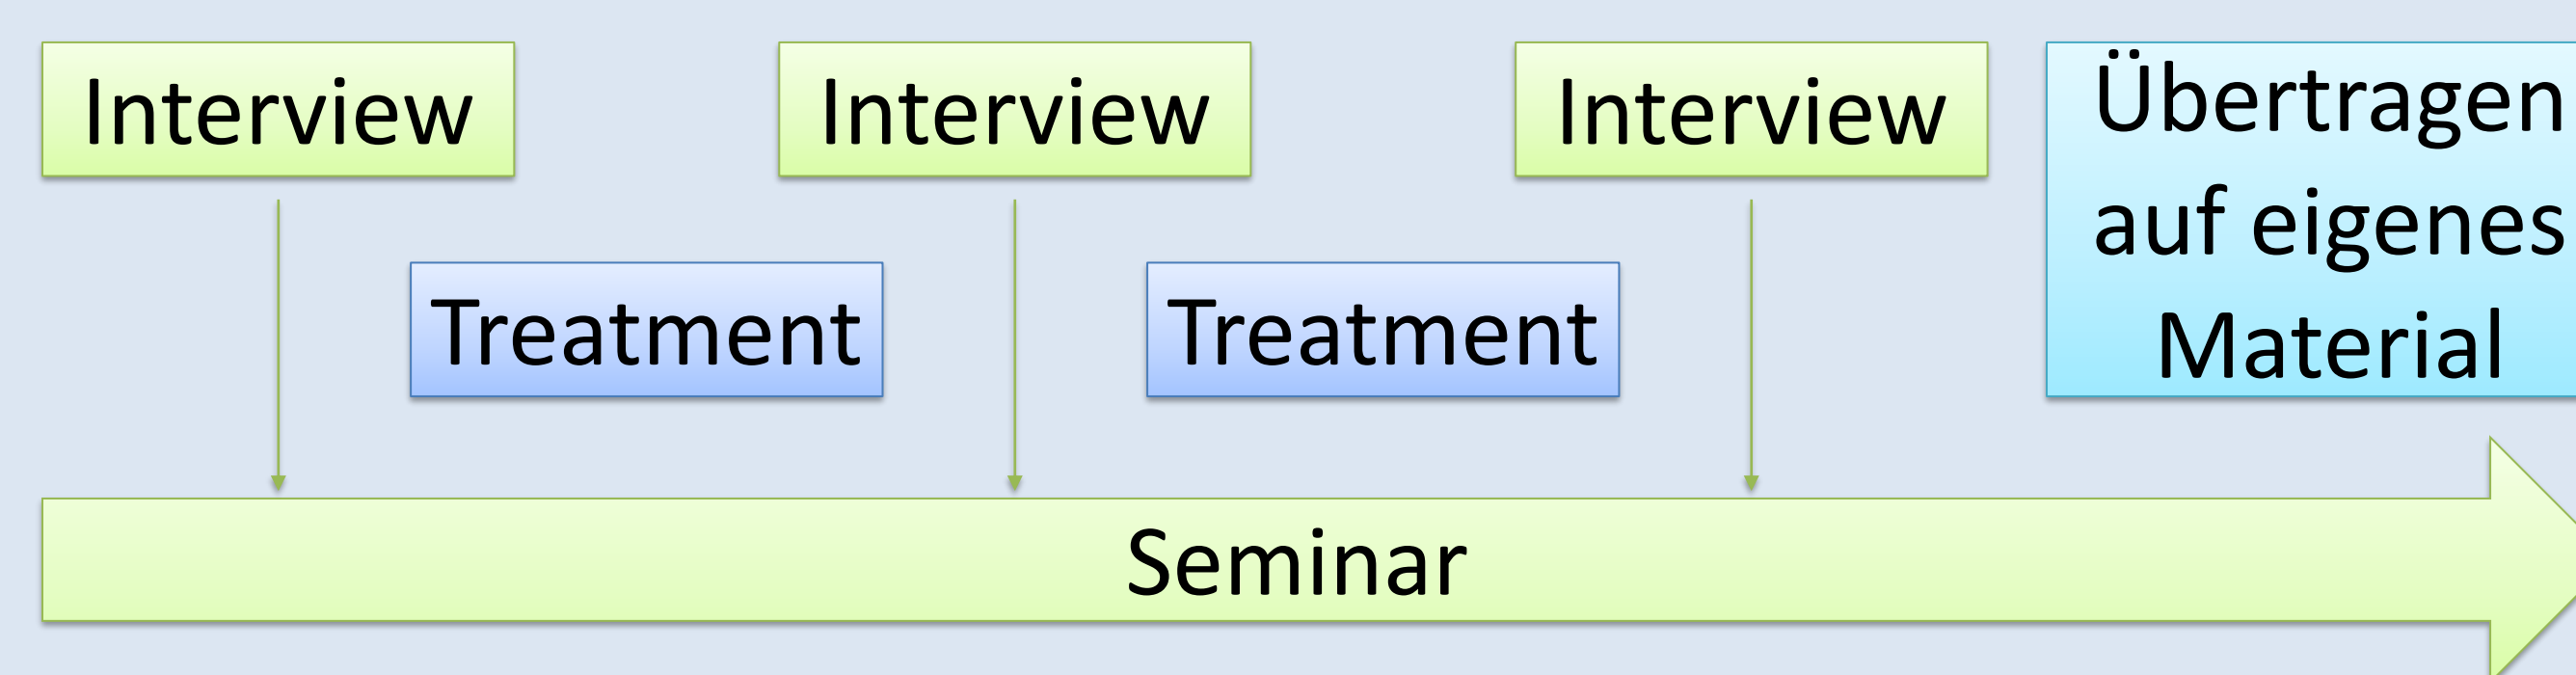 Interview
Interview
Interview
Übertragen
auf eigenes
Material
Treatment
Treatment
Seminar